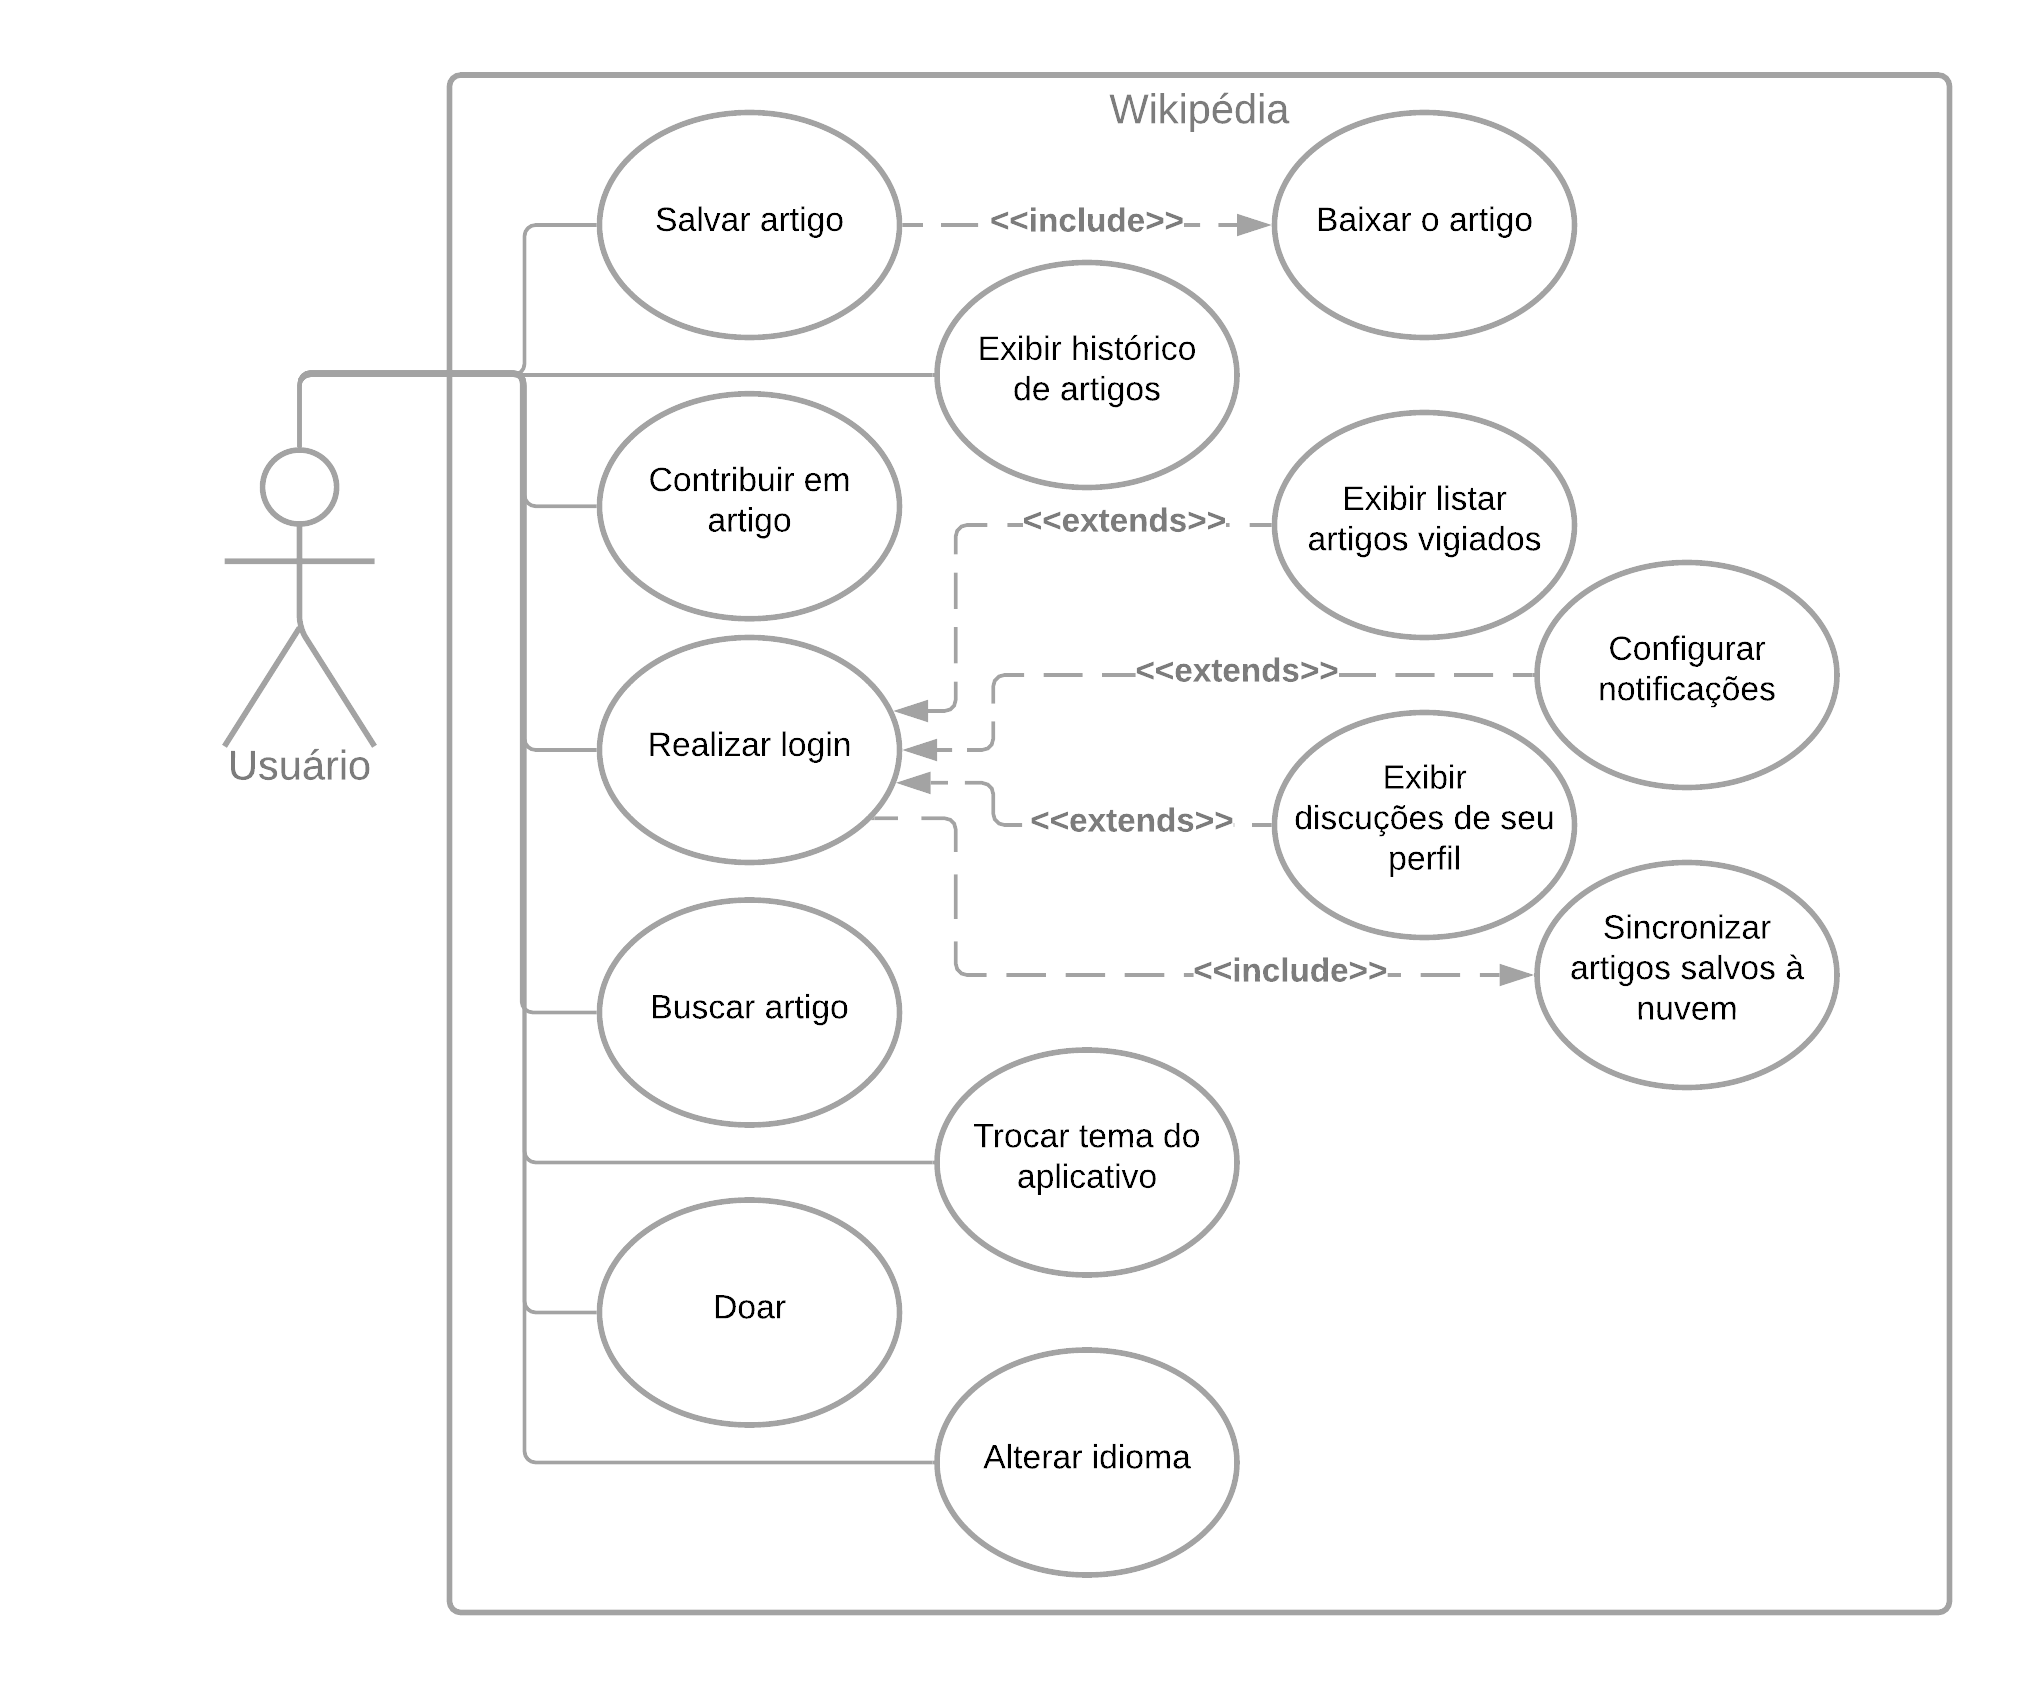 Wikipédia
Salvar artigo
<<include>>
Baixar o artigo
Exibir histórico
de artigos
Contribuir em
artigo
<<extends>>
Exibir listar
artigos vigiados
<<extends>>
Configurar
notificações
Usuário
Realizar login
<<extends>>
Exibir
discuções de seu
perfil
<<include>>
Sincronizar
artigos salvos à
nuvem
Buscar artigo
Trocar tema do
aplicativo
Doar
Alterar idioma